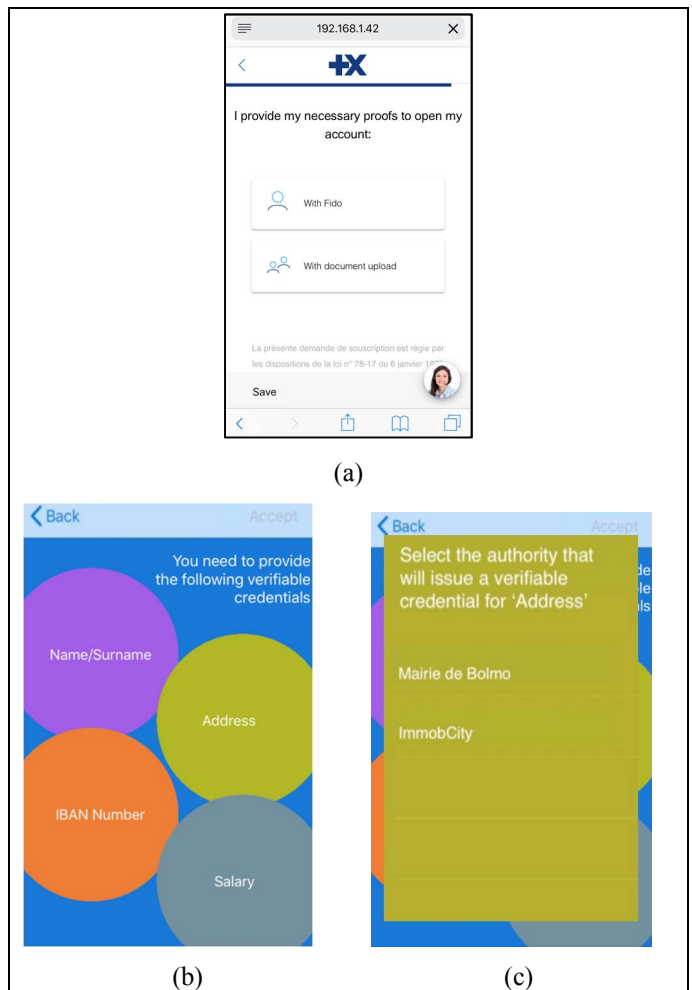 192.168.1.42
+X
I provide my necessary proofs to open my
account:
With Fido
With document upload
La présente demande de souscription est régie par
les dispositions de la loi n° 78-17 du 6 janvier
Save
(a)
Back
Accept
You need to provide
the following verifiable
credentials
Name/Surname
Address
IBAN Number
Salary
(b)
Back
Accept
Select the authority that
will issue a verifiable
credential for 'Address'
de
le
ls
Mairie de Bolmo
ImmobCity
(c)